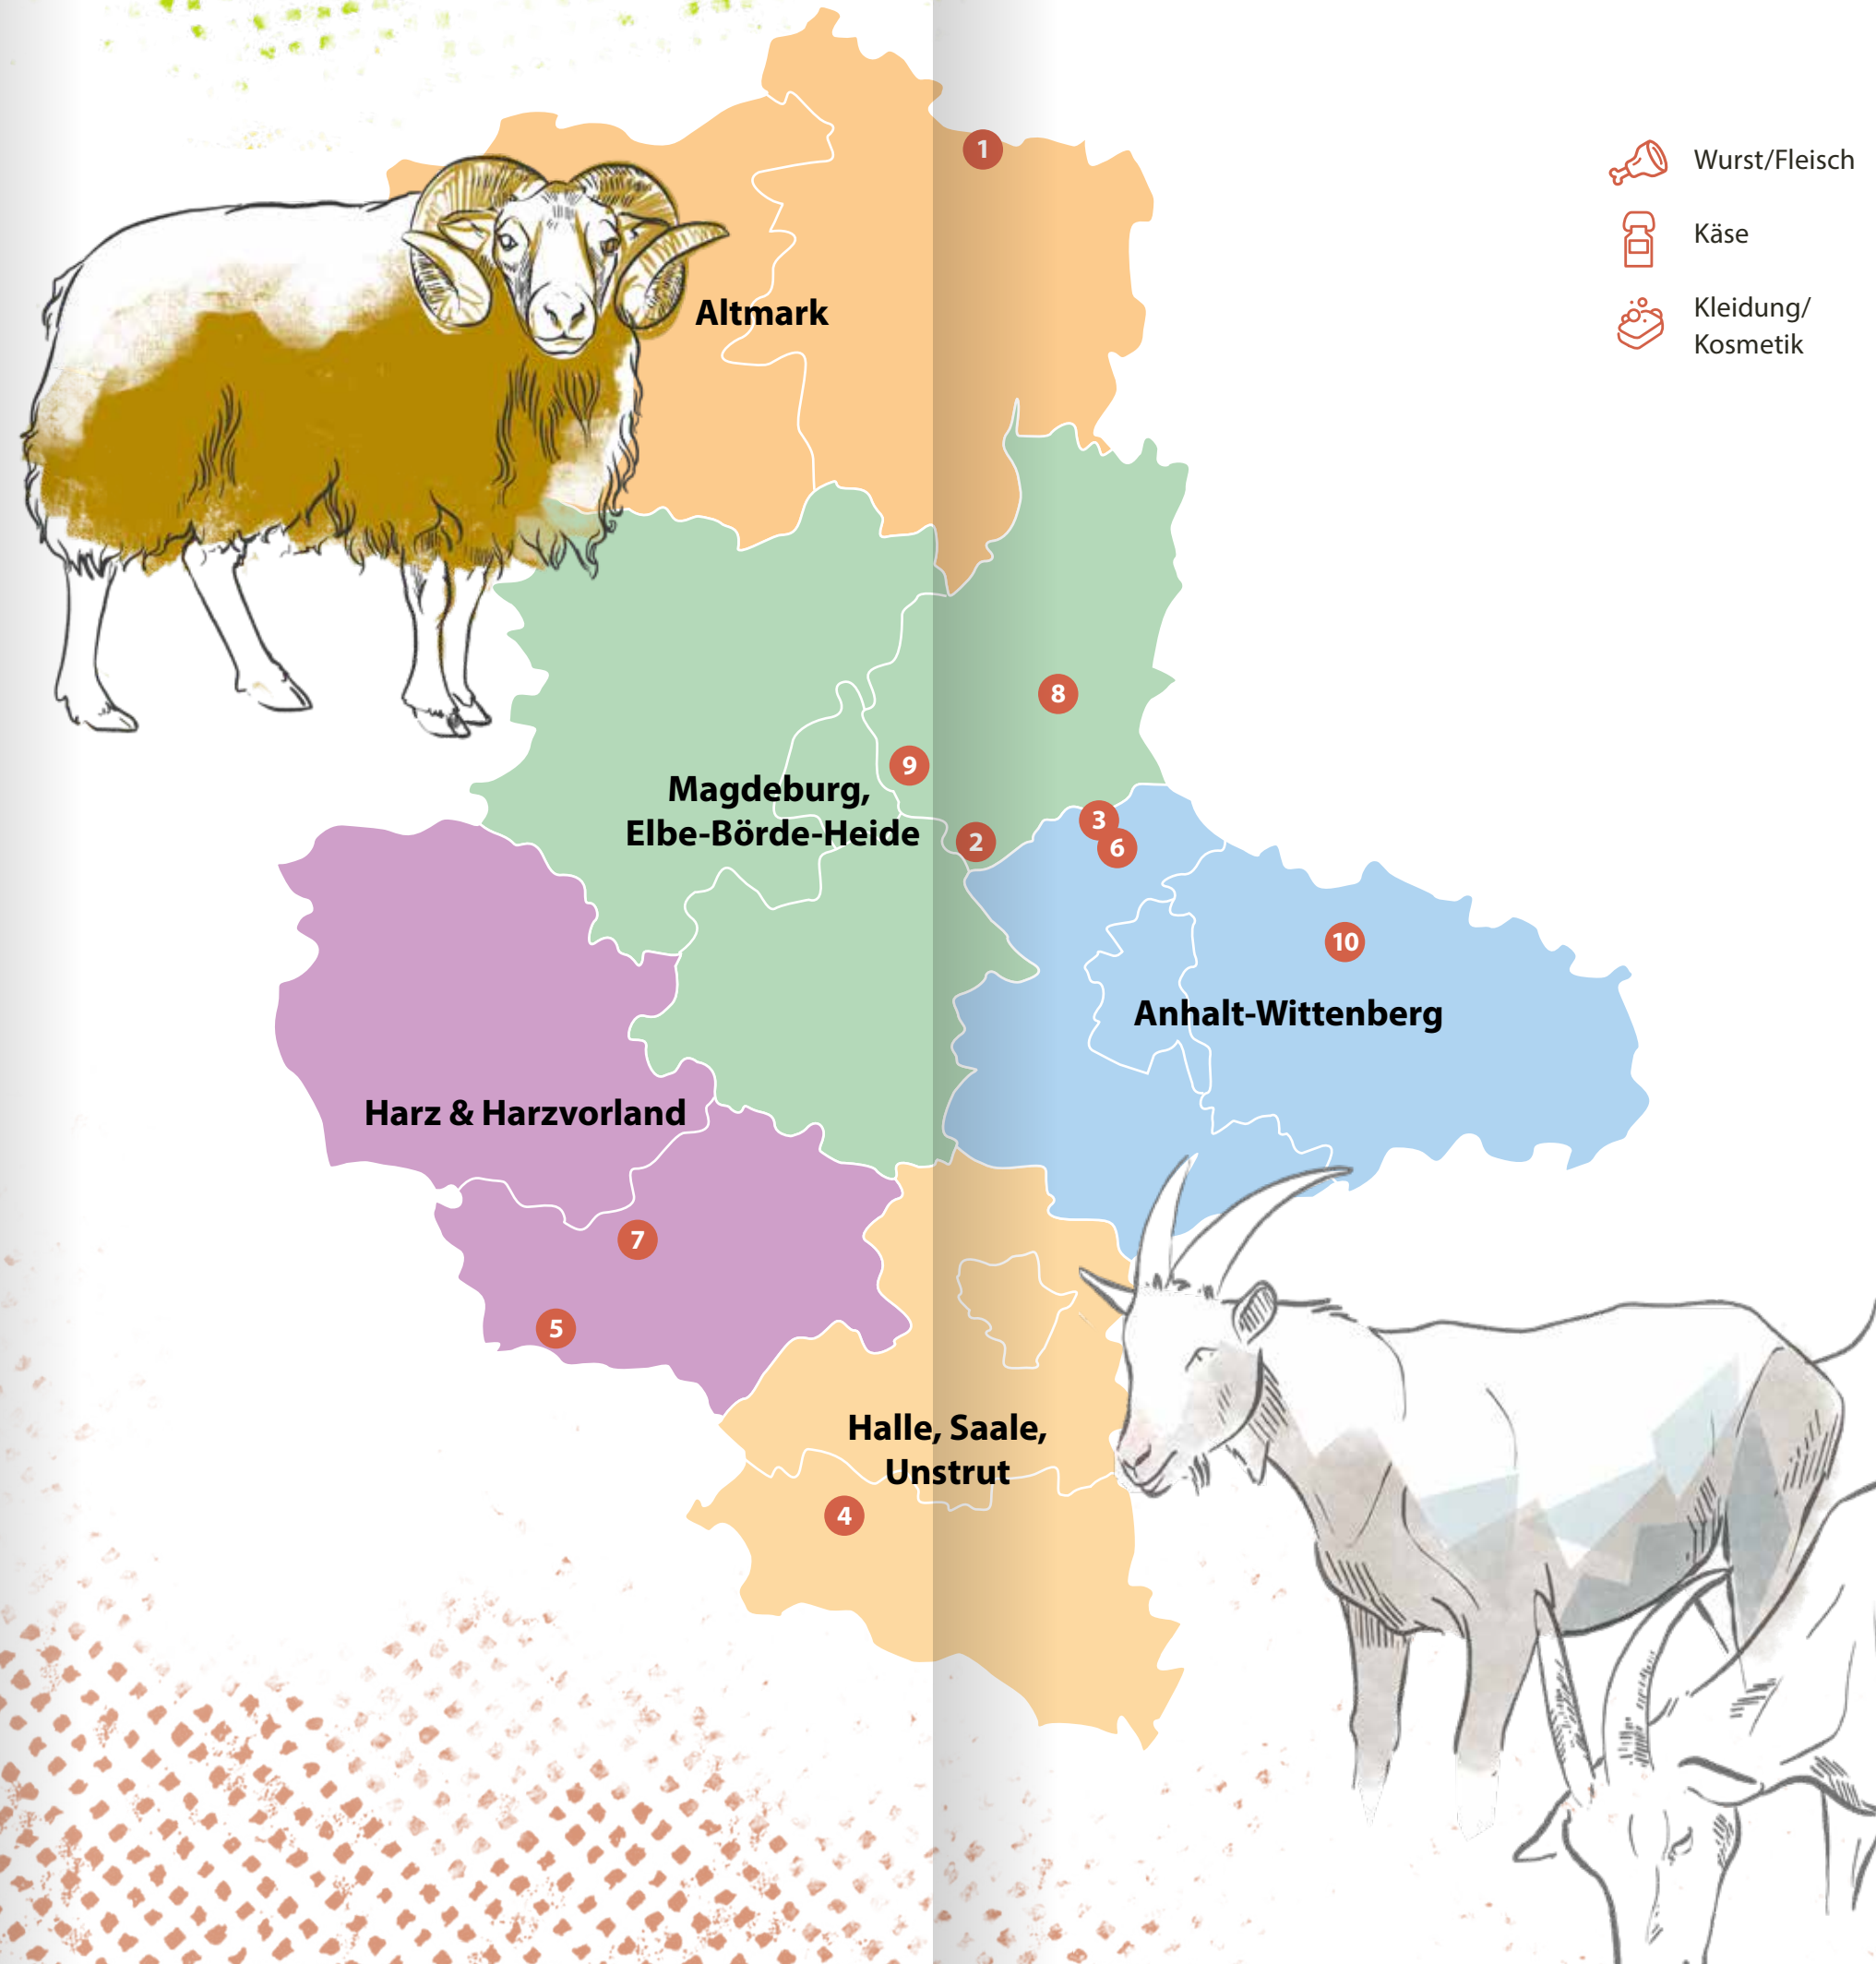 1
Wurst/Fleisch
Käse
Kleidung/
Kosmetik
Altmark
8
9
Magdeburg,
Elbe-Börde-Heide
3
2
6
10
Anhalt-Wittenberg
Harz & Harzvorland
7
5
Halle, Saale,
Unstrut
4